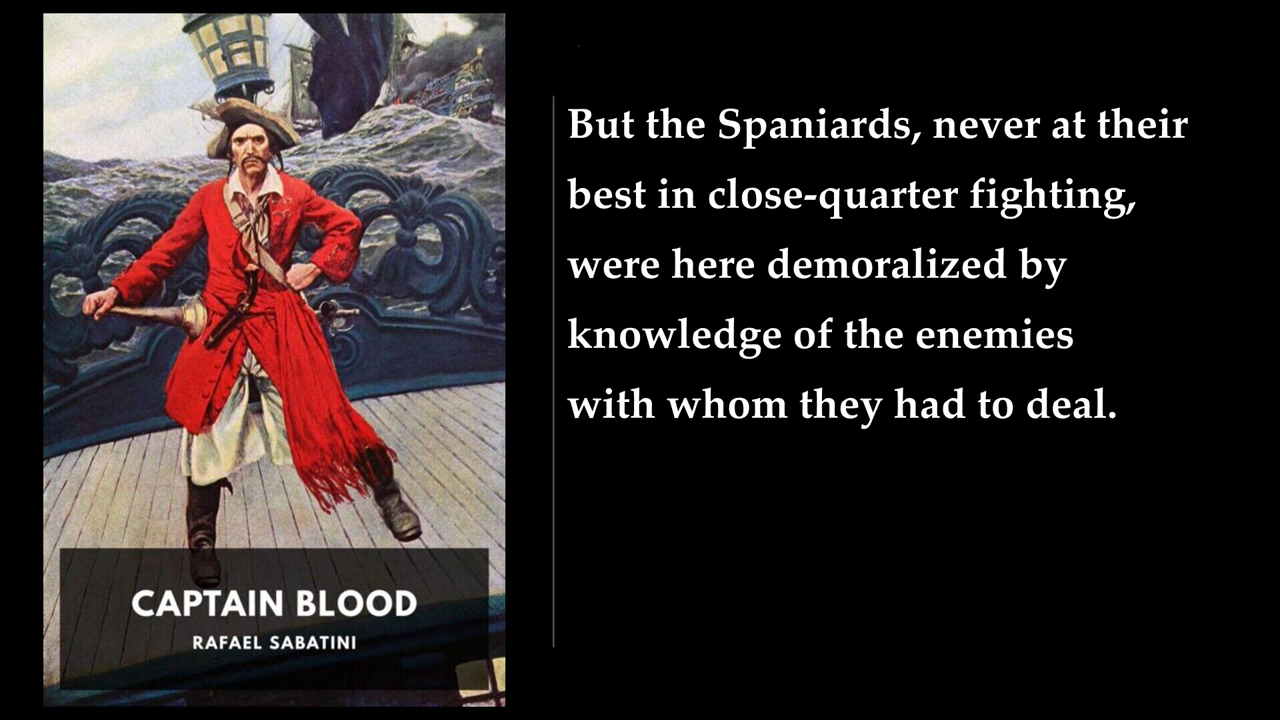 CAPTAIN BLOOD
RAFAEL SABATINI
But the Spaniards, never at their
best in close-quarter fighting,
were here demoralized by
knowledge of the enemies
with whom they had to deal.